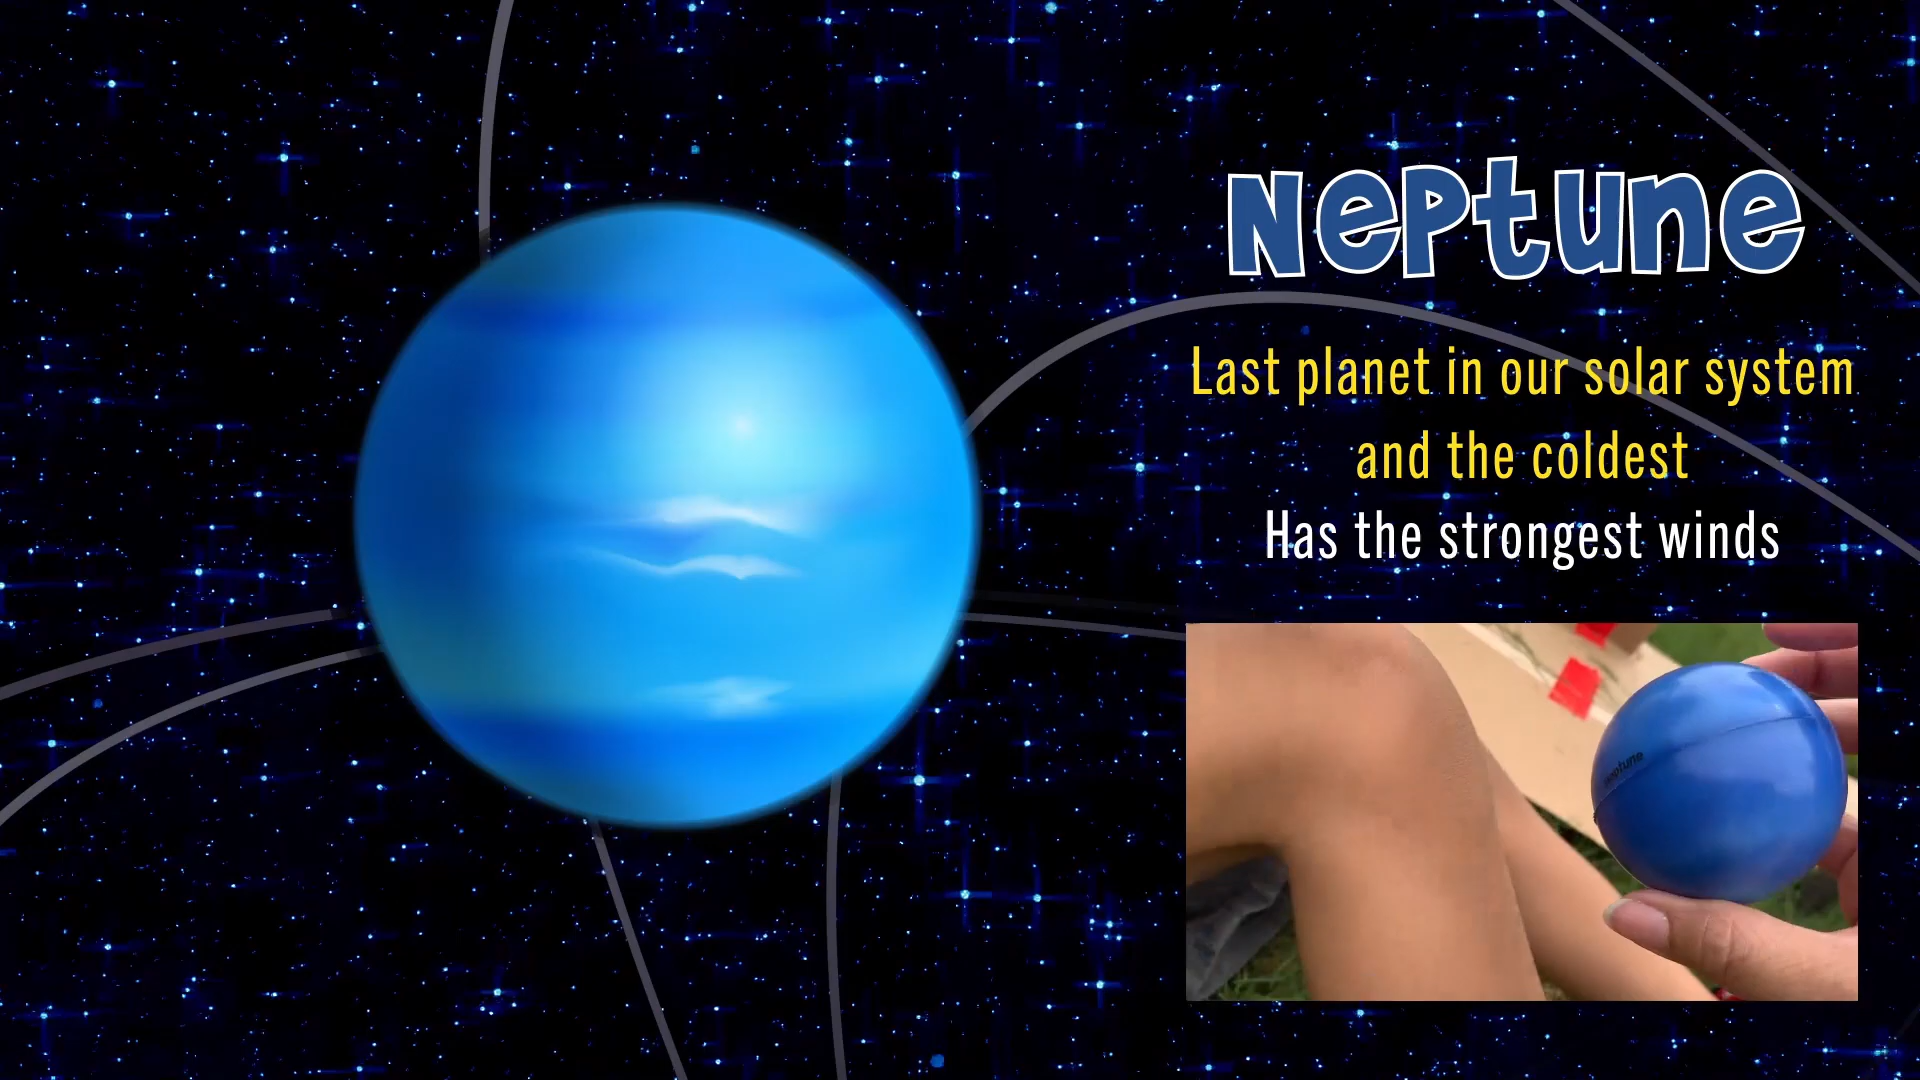 Neptune
Last planet in our solar system
and the coldest
Has the strongest winds
neptune